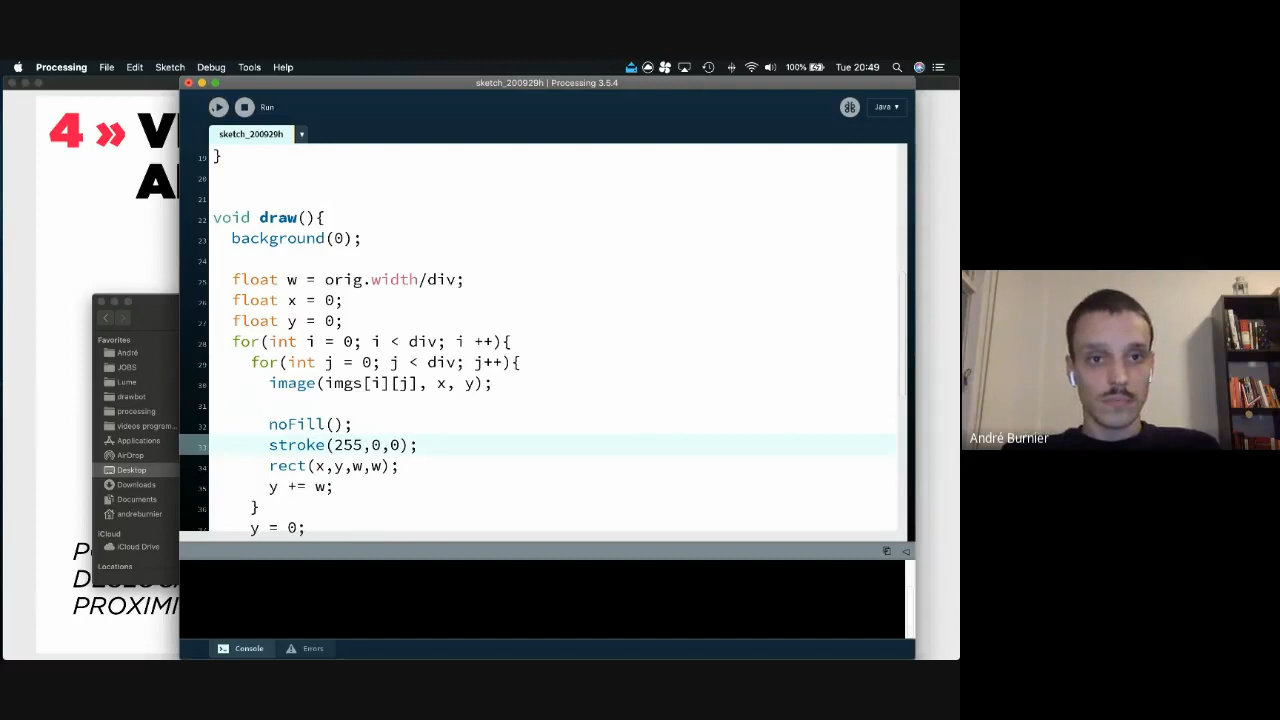 Processing File Edit Sketch Debug Tools Help
100% Tue 20:49
sketch_200929h | Processing 3.5.4
Run
Java ▾
sketch_200929h ▾
4 »
19 }
20
21
22 void draw(){
23 background(0);
24
25 float w = orig.width/div;
26 float x = 0;
27 float y = 0;
28 for(int i = 0; i < div; i ++){
29 for(int j = 0; j < div; j++){
30 image(imgs[i][j], x, y);
31
32 noFill();
33 stroke(255,0,0);
34 rect(x,y,w,w);
35 y += w;
36 }
y = 0;
Favorites
André
JOBS
Lume
drawbot
processing
videos program...
Applications
AirDrop
Desktop
Downloads
Documents
andreburnier
iCloud
iCloud Drive
Locations
PROXIMI
Console Errors
André Burnier